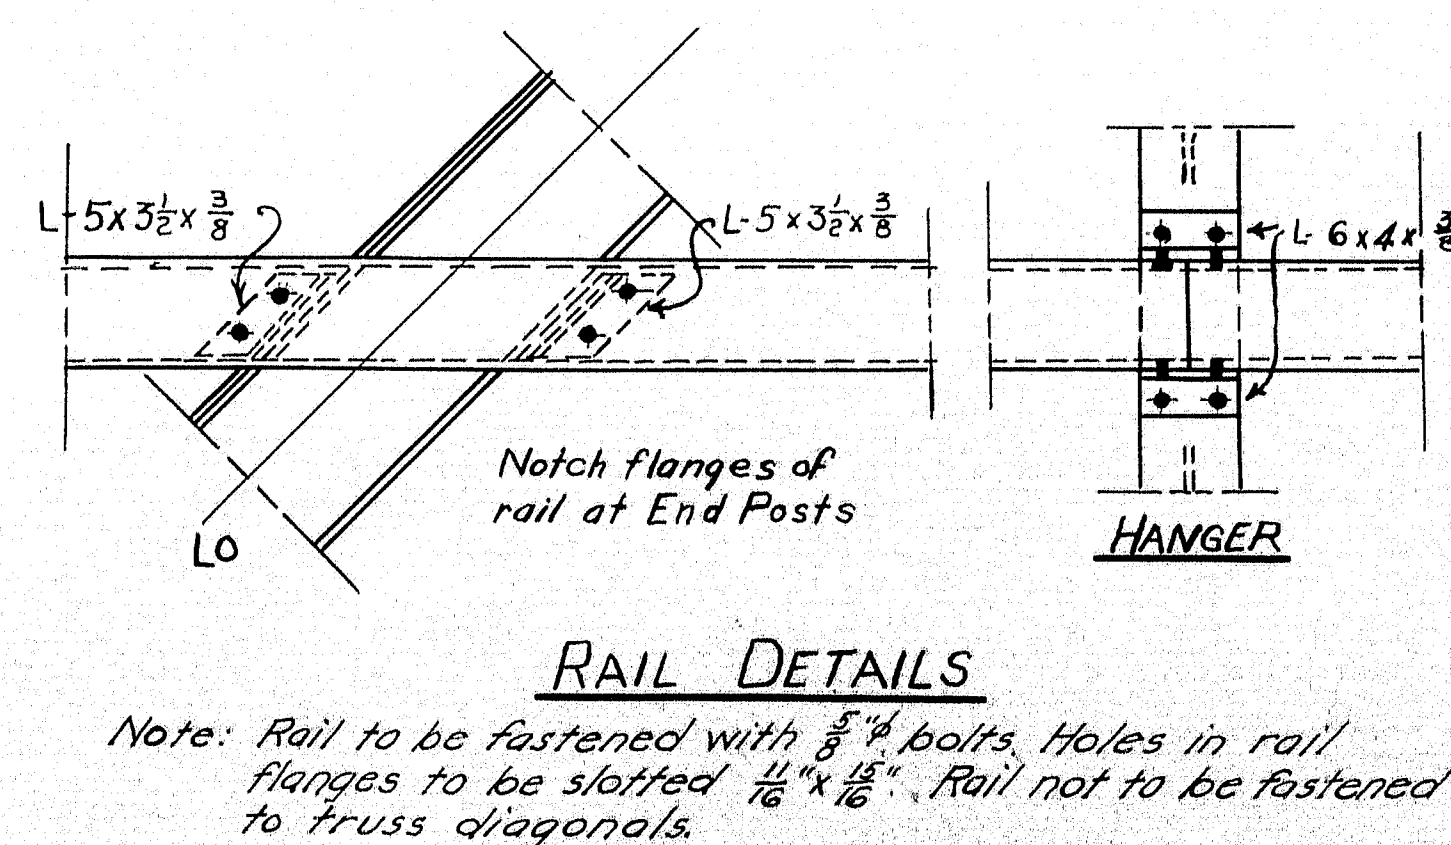 L-5x3½x3/8
L-5x3½x3/8
L-6x4x3/8
Notch flanges of
rail at End Posts
L0
HANGER
RAIL DETAILS
Note: Rail to be fastened with 5/8"ϕ bolts. Holes in rail
flanges to be slotted 11/16"x15/16". Rail not to be fastened
to truss diagonals.